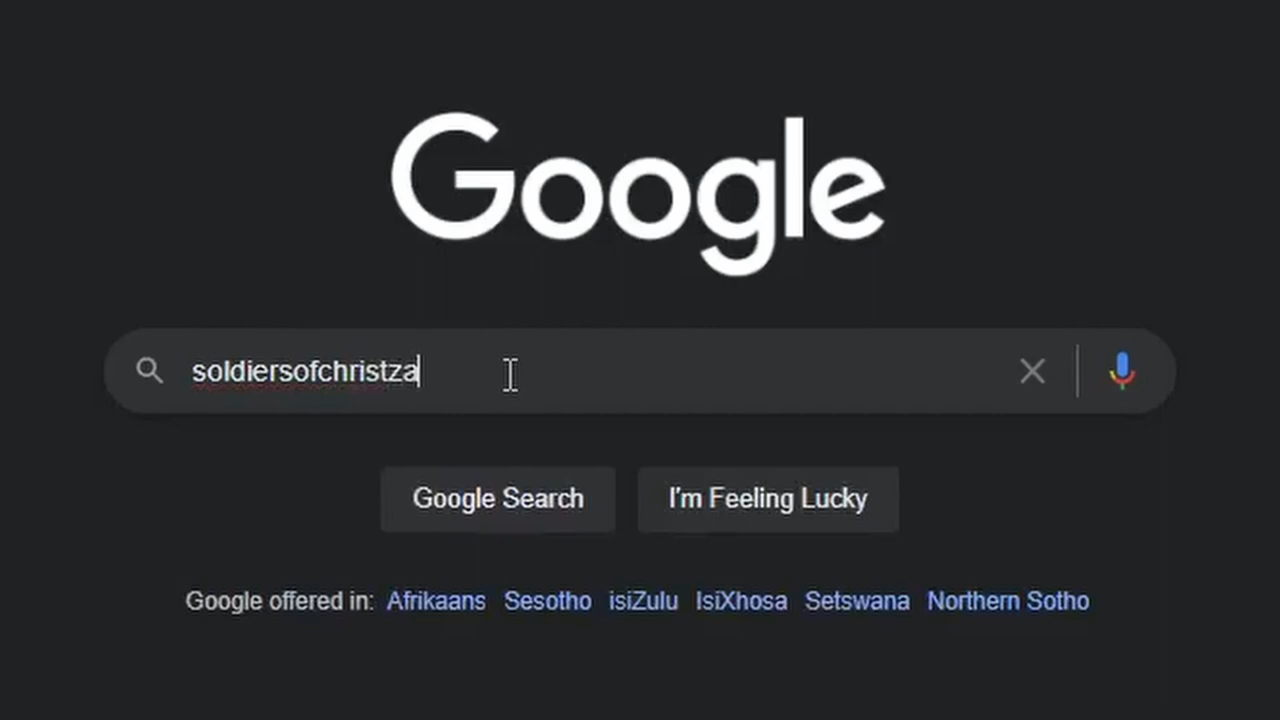 Google
soldiersofchristza
Google Search I'm Feeling Lucky
Google offered in: Afrikaans Sesotho isiZulu IsiXhosa Setswana Northern Sotho